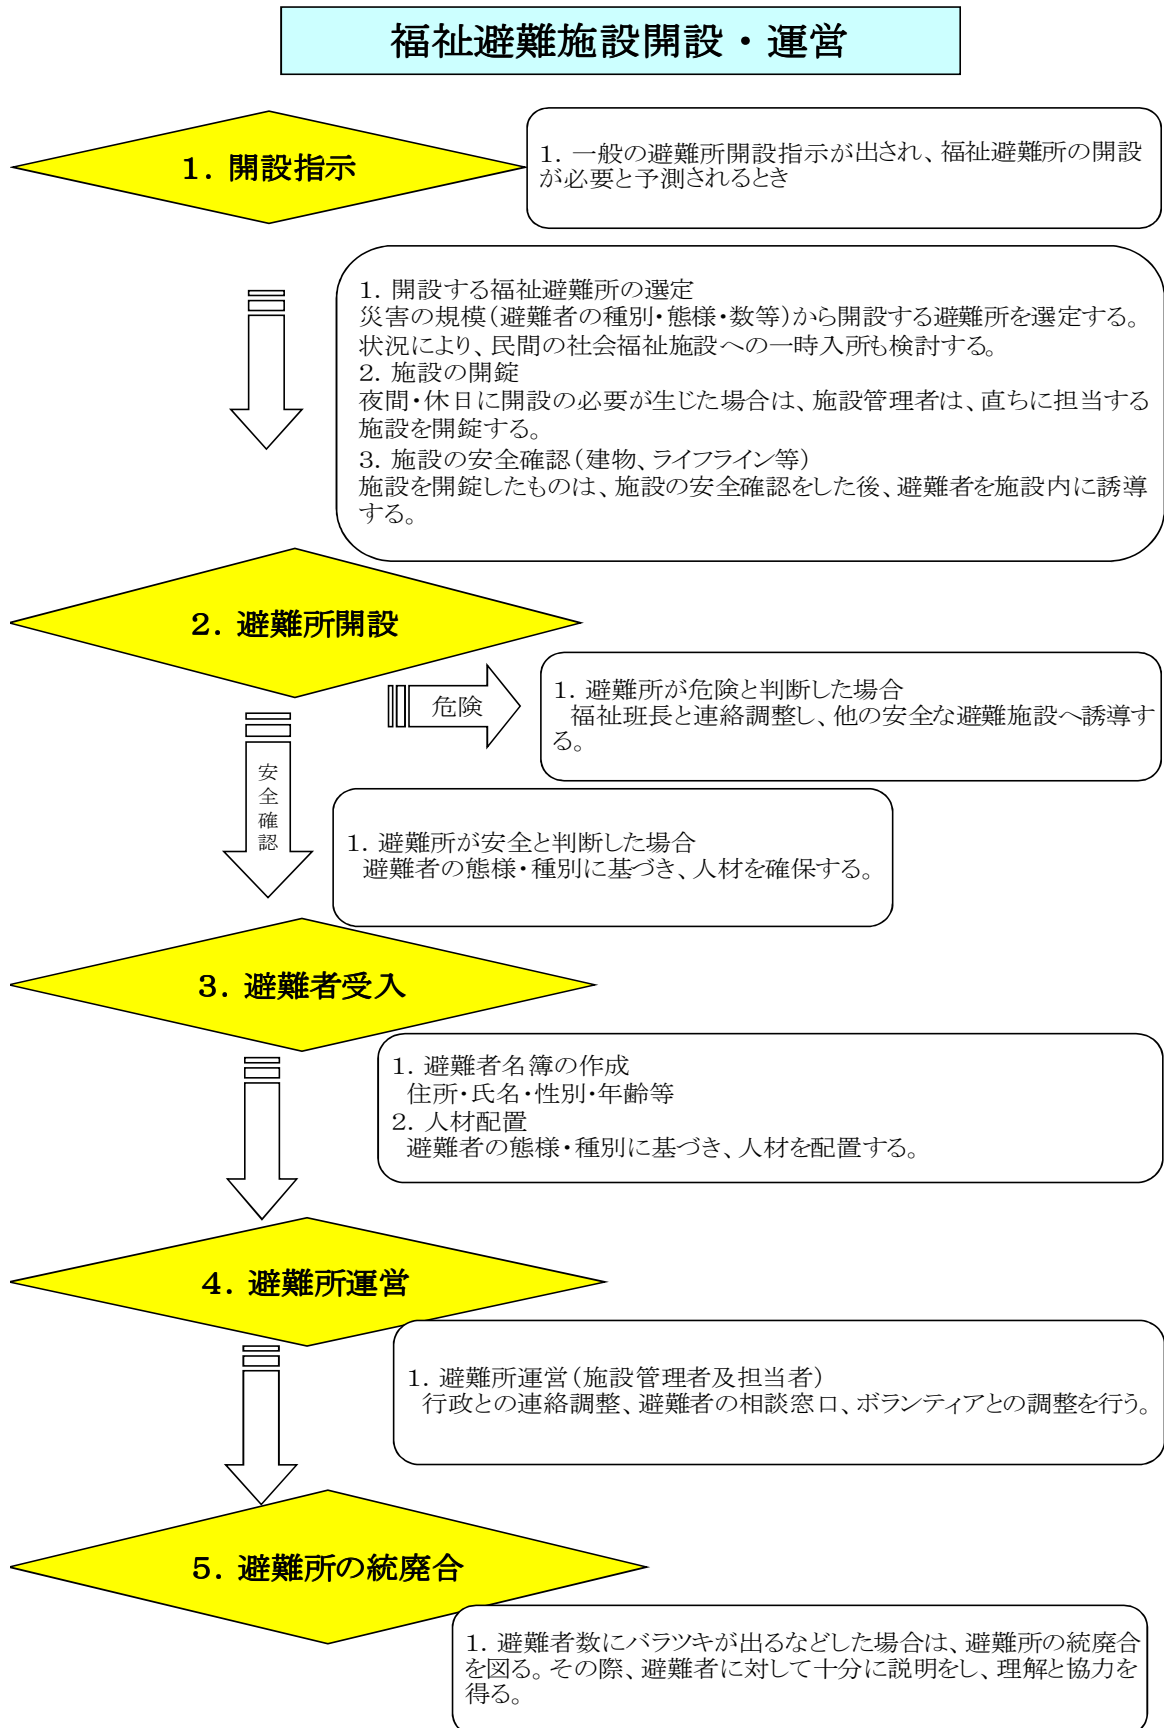 福祉避難施設開設・運営
１．開設指示
１．一般の避難所開設指示が出され、福祉避難所の開設
が必要と予測されるとき
１．開設する福祉避難所の選定
災害の規模（避難者の種別・態様・数等）から開設する避難所を選定する。
状況により、民間の社会福祉施設への一時入所も検討する。
２．施設の開錠
夜間・休日に開設の必要が生じた場合は、施設管理者は、直ちに担当する
施設を開錠する。
３．施設の安全確認（建物、ライフライン等）
施設を開錠したものは、施設の安全確認をした後、避難者を施設内に誘導
する。
２．避難所開設
危険
１．避難所が危険と判断した場合
福祉班長と連絡調整し、他の安全な避難施設へ誘導す
る。
安全確認
１．避難所が安全と判断した場合
避難者の態様・種別に基づき、人材を確保する。
３．避難者受入
１．避難者名簿の作成
住所・氏名・性別・年齢等
２．人材配置
避難者の態様・種別に基づき、人材を配置する。
４．避難所運営
１．避難所運営（施設管理者及担当者）
行政との連絡調整、避難者の相談窓口、ボランティアとの調整を行う。
５．避難所の統廃合
１．避難者数にバラツキが出るなどした場合は、避難所の統廃合
を図る。その際、避難者に対して十分に説明をし、理解と協力を
得る。